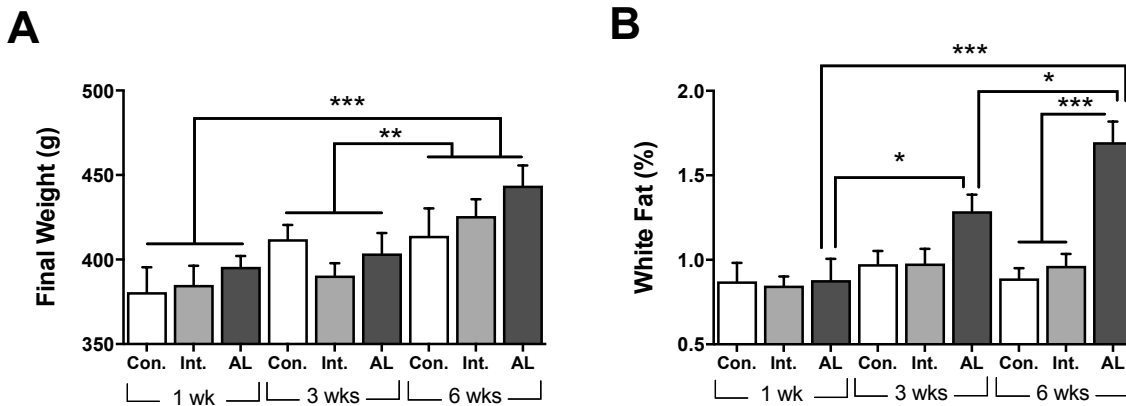 A
Final Weight (g)
500
450
400
350
***
**
Con. Int. AL Con. Int. AL Con. Int. AL
1 wk 3 wks 6 wks
B
White Fat (%)
2.0
1.5
1.0
0.5
***
*
***
*
Con. Int. AL Con. Int. AL Con. Int. AL
1 wk 3 wks 6 wks